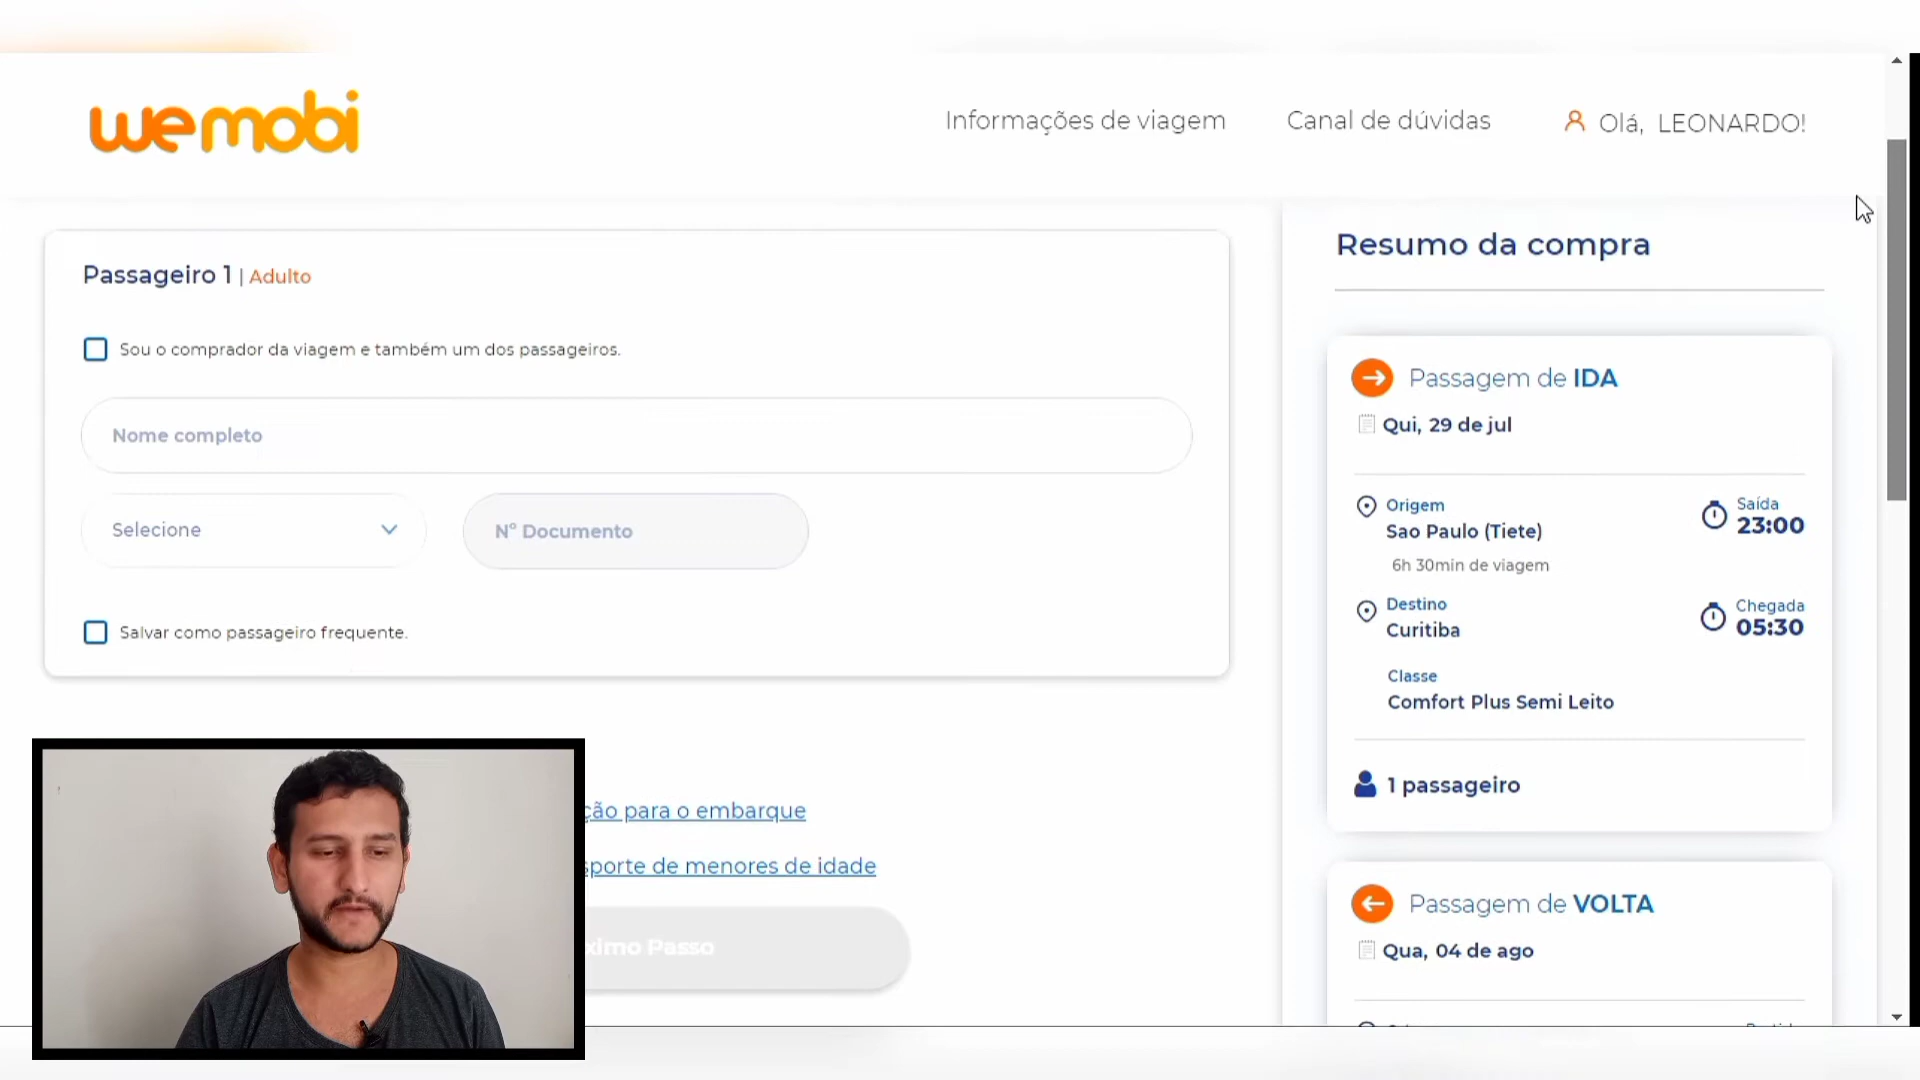 wemobi
Informações de viagem
Canal de dúvidas
Olá, LEONARDO!
Passageiro 1 | Adulto
Sou o comprador da viagem e também um dos passageiros.
Nome completo
Selecione
Nº Documento
Salvar como passageiro frequente.
ção para o embarque
sporte de menores de idade
ximo Passo
Resumo da compra
Passagem de IDA
Qui, 29 de jul
Origem
Sao Paulo (Tiete)
Saída
23:00
6h 30min de viagem
Destino
Curitiba
Chegada
05:30
Classe
Comfort Plus Semi Leito
1 passageiro
Passagem de VOLTA
Qua, 04 de ago